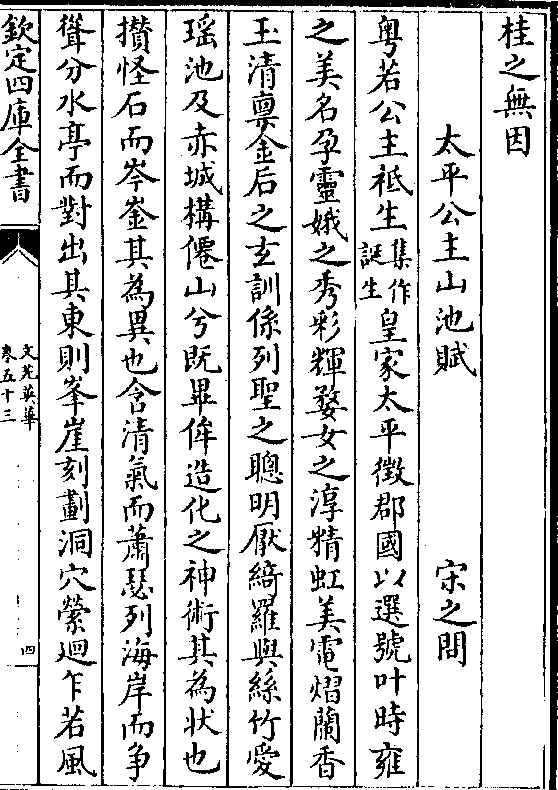 桂之無因
太平公主山池賦　宋之問
粤若公主祗生集作誕生皇家太平徵郡國以選號叶時雍
之美名孕靈娥之秀彩輝婺女之淳精虹美電熠蘭香
玉清禀金后之玄訓係列聖之聰明厭綺羅與絲竹愛
瑶池及赤城構僊山兮既畢侔造化之神術其為狀也
攅怪石而岑崟其為異也含清氣而蕭瑟列海岸而争
聳分水亭而對出其東則峯崖刻劃洞穴縈迴乍若風
欽定四庫全書
文苑英華
卷五十三
四